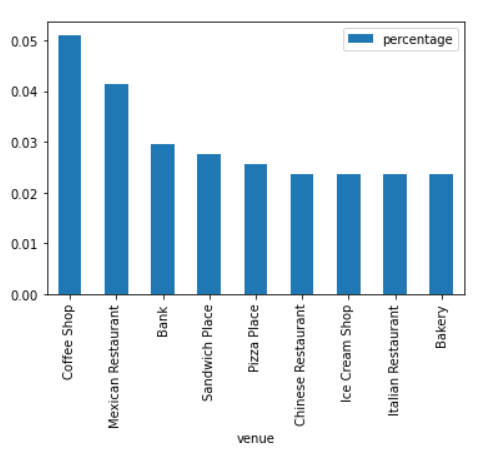 percentage
0.05
0.04
0.03
0.02
0.01
0.00
Coffee Shop
Mexican Restaurant
Bank
Sandwich Place
Pizza Place
Chinese Restaurant
Ice Cream Shop
Italian Restaurant
Bakery
venue